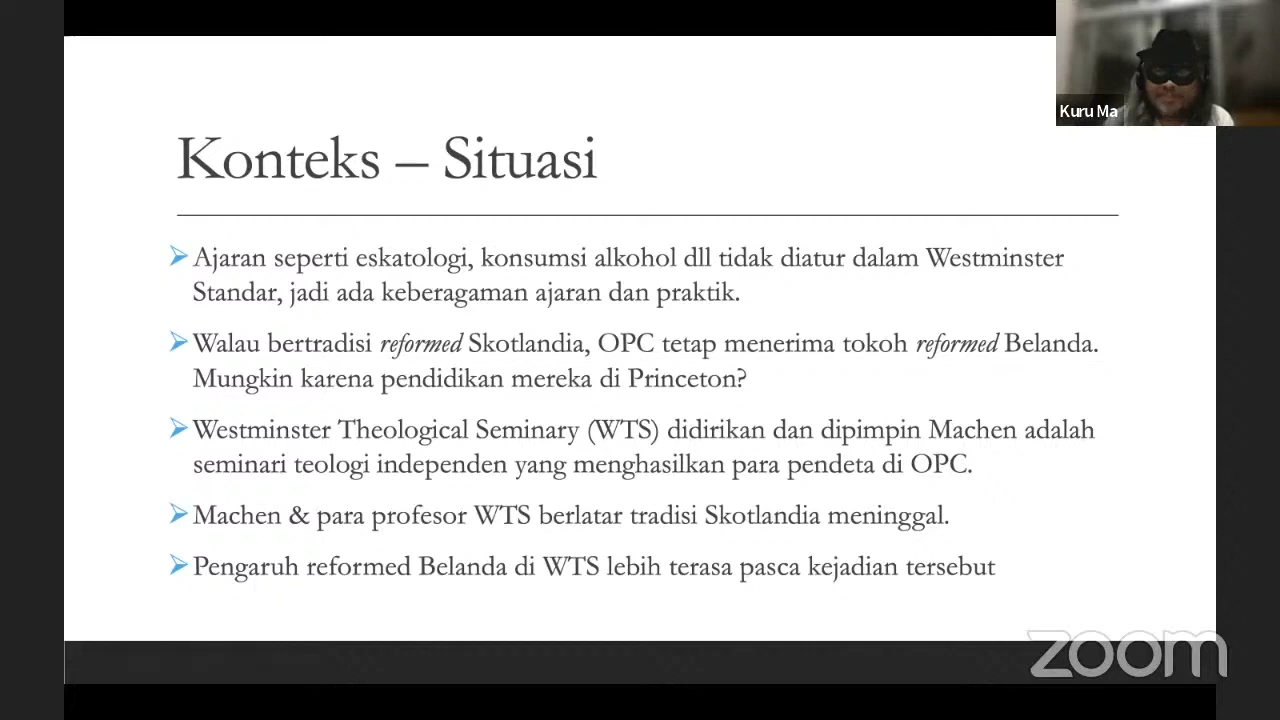 Kuru Ma
Konteks – Situasi
Ajaran seperti eskatologi, konsumsi alkohol dll tidak diatur dalam Westminster
Standar, jadi ada keberagaman ajaran dan praktik.
Walau bertradisi reformed Skotlandia, OPC tetap menerima tokoh reformed Belanda.
Mungkin karena pendidikan mereka di Princeton?
Westminster Theological Seminary (WTS) didirikan dan dipimpin Machen adalah
seminari teologi independen yang menghasilkan para pendeta di OPC.
Machen & para profesor WTS berlatar tradisi Skotlandia meninggal.
Pengaruh reformed Belanda di WTS lebih terasa pasca kejadian tersebut
zoom